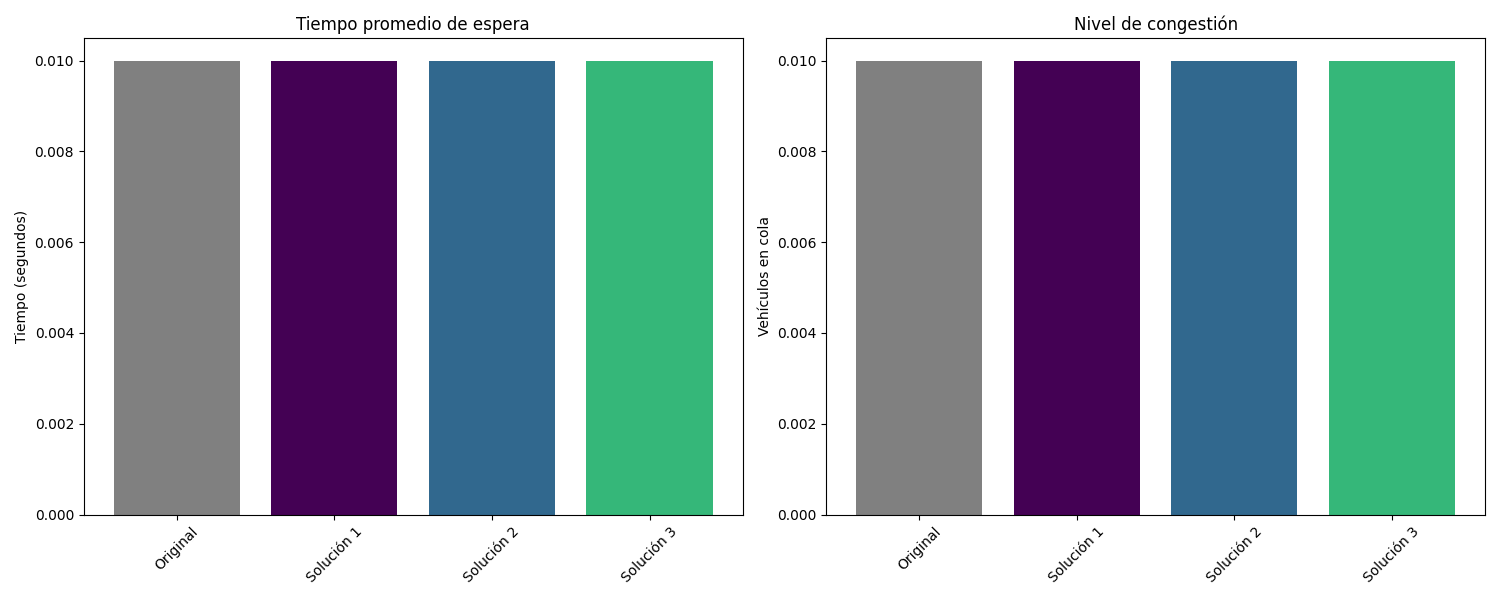 Tiempo promedio de espera
Tiempo (segundos)
0.010
0.008
0.006
0.004
0.002
0.000
Original
Solución 1
Solución 2
Solución 3
Nivel de congestión
Vehículos en cola
0.010
0.008
0.006
0.004
0.002
0.000
Original
Solución 1
Solución 2
Solución 3